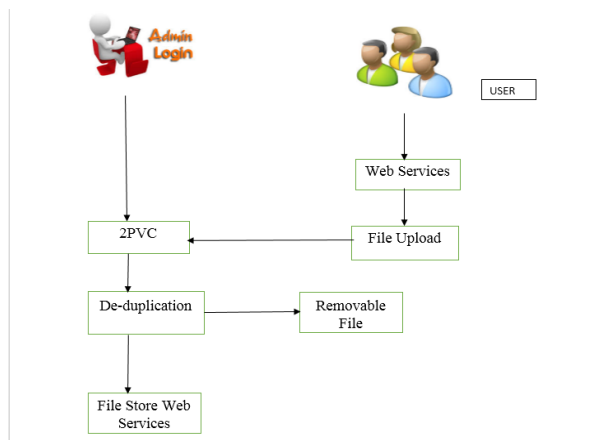 Admin
Login
USER
Web Services
2PVC
File Upload
De-duplication
Removable
File
File Store Web
Services